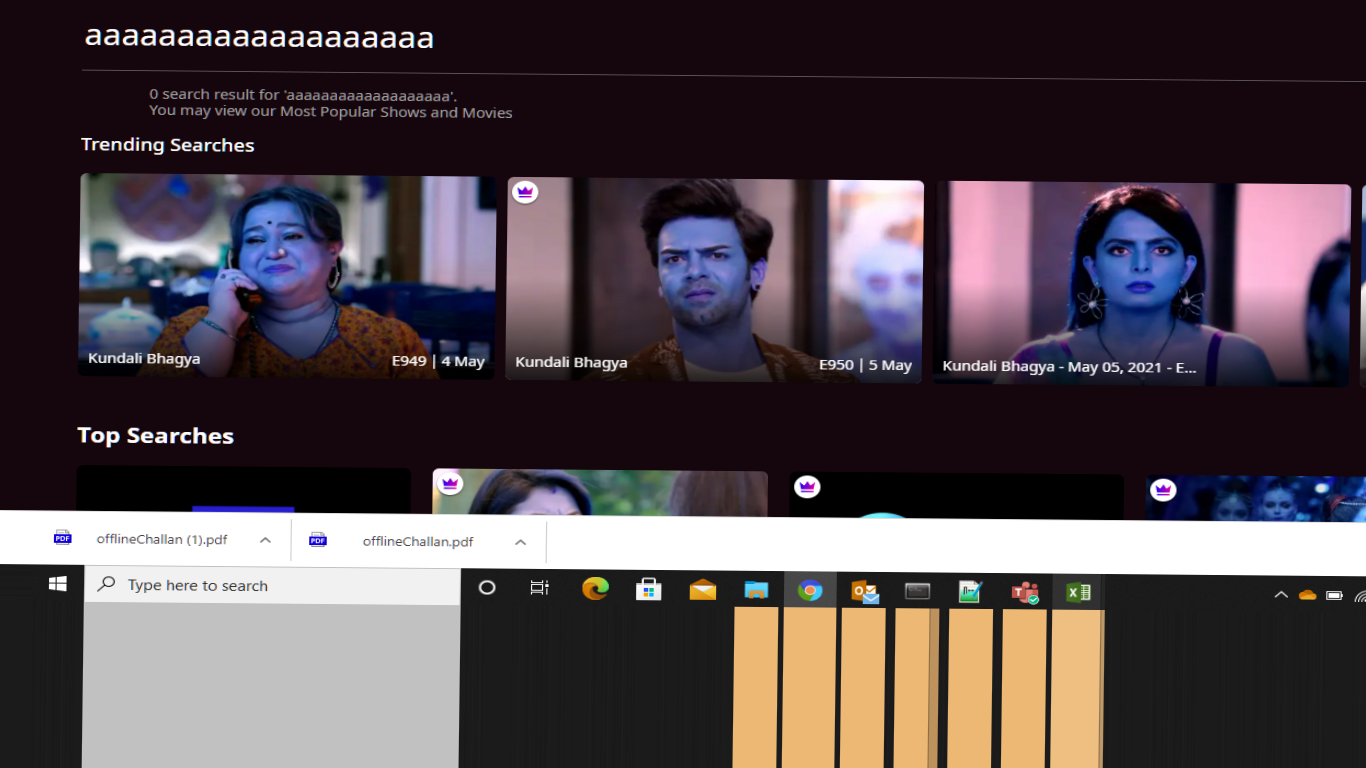 aaaaaaaaaaaaaaaaaaa
0 search result for 'aaaaaaaaaaaaaaaaaaa'.
You may view our Most Popular Shows and Movies
Trending Searches
Kundali Bhagya
E949 | 4 May
Kundali Bhagya
E950 | 5 May
Kundali Bhagya - May 05, 2021 - E...
Top Searches
PDF
offlineChallan (1).pdf
PDF
offlineChallan.pdf
Type here to search